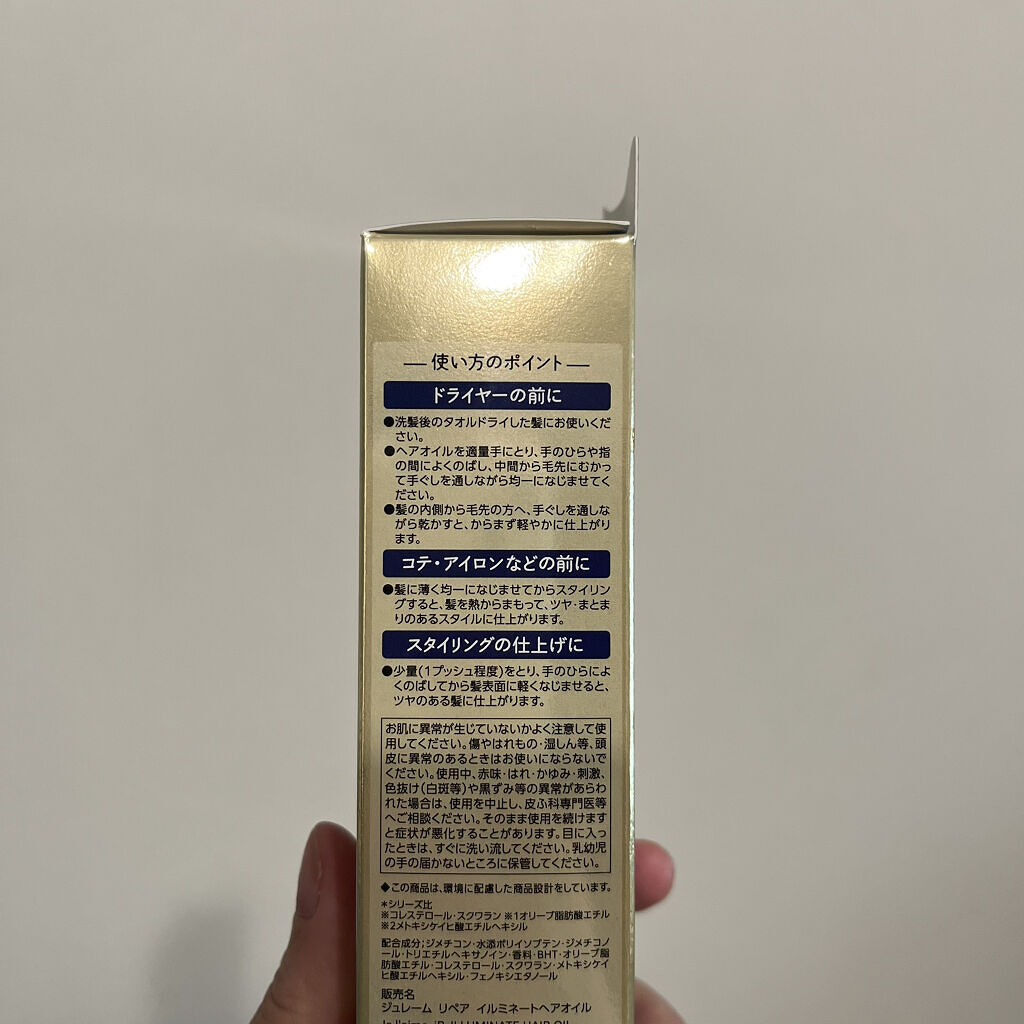 使い方のポイント
ドライヤーの前に
●洗髪後のタオルドライした髪にお使いくだ
さい。
●ヘアオイルを適量手にとり、手のひらや指
の間によくのばし、中間から毛先にむかっ
て手ぐしを通しながら均一になじませてく
ださい。
●髪の内側から毛先の方へ、手ぐしを通しな
がら乾かすと、からまず軽やかに仕上がり
ます。
コテ・アイロンなどの前に
●髪に薄く均一になじませてからスタイリン
グすると、髪を熱からまもって、ツヤ・まとま
りのあるスタイルに仕上がります。
スタイリングの仕上げに
●少量(1プッシュ程度)をとり、手のひらによ
くのばしてから髪表面に軽くなじませると、
ツヤのある髪に仕上がります。
お肌に異常が生じていないかよく注意して使
用してください。傷やはれもの・湿しん等、頭
皮に異常のあるときはお使いにならないで
ください。使用中、赤味・はれ・かゆみ・刺激、
色抜け(白斑等)や黒ずみ等の異常があらわ
れた場合は、使用を中止し、皮ふ科専門医等
へご相談ください。そのまま使用を続けます
と症状が悪化することがあります。目に入っ
たときは、すぐに洗い流してください。乳幼児
の手の届かないところに保管してください。
◆この商品は、環境に配慮した商品設計をしています。
*シリーズ比
※コレステロール・スクワラン ※1オリーブ脂肪酸エチル
※2メトキシケイヒ酸エチルヘキシル
配合成分;ジメチコン・水添ポリイソブテン・ジメチコノ
ール・トリエチルヘキサノイン・香料・BHT・オリーブ脂
肪酸エチル・コレステロール・スクワラン・メトキシケイ
ヒ酸エチルヘキシル・フェノキシエタノール
販売名
ジュレーム リペア イルミネートヘアオイル
ILLUMINATE HAIR OIL